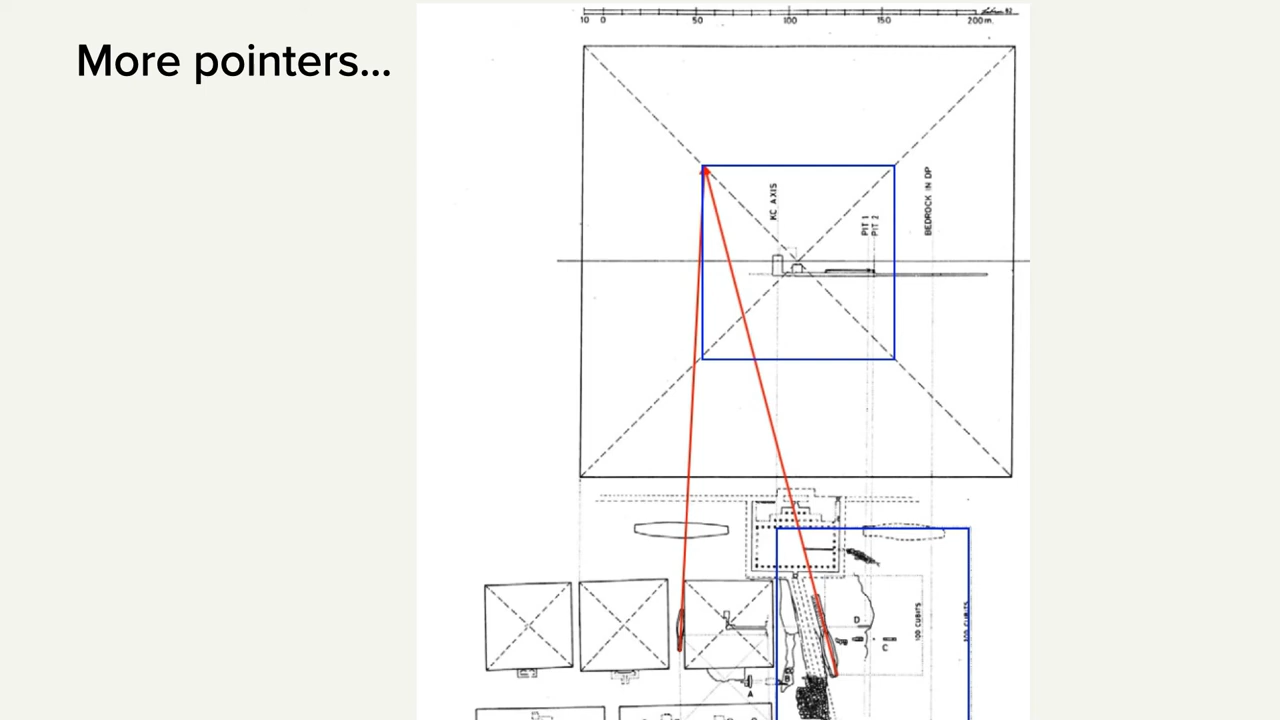 More pointers...
10 0 50 100 150 200 m.
KC AXIS
PIT 1
PIT 2
BEDROCK IN DP
100 CUBITS
D
C
A
B